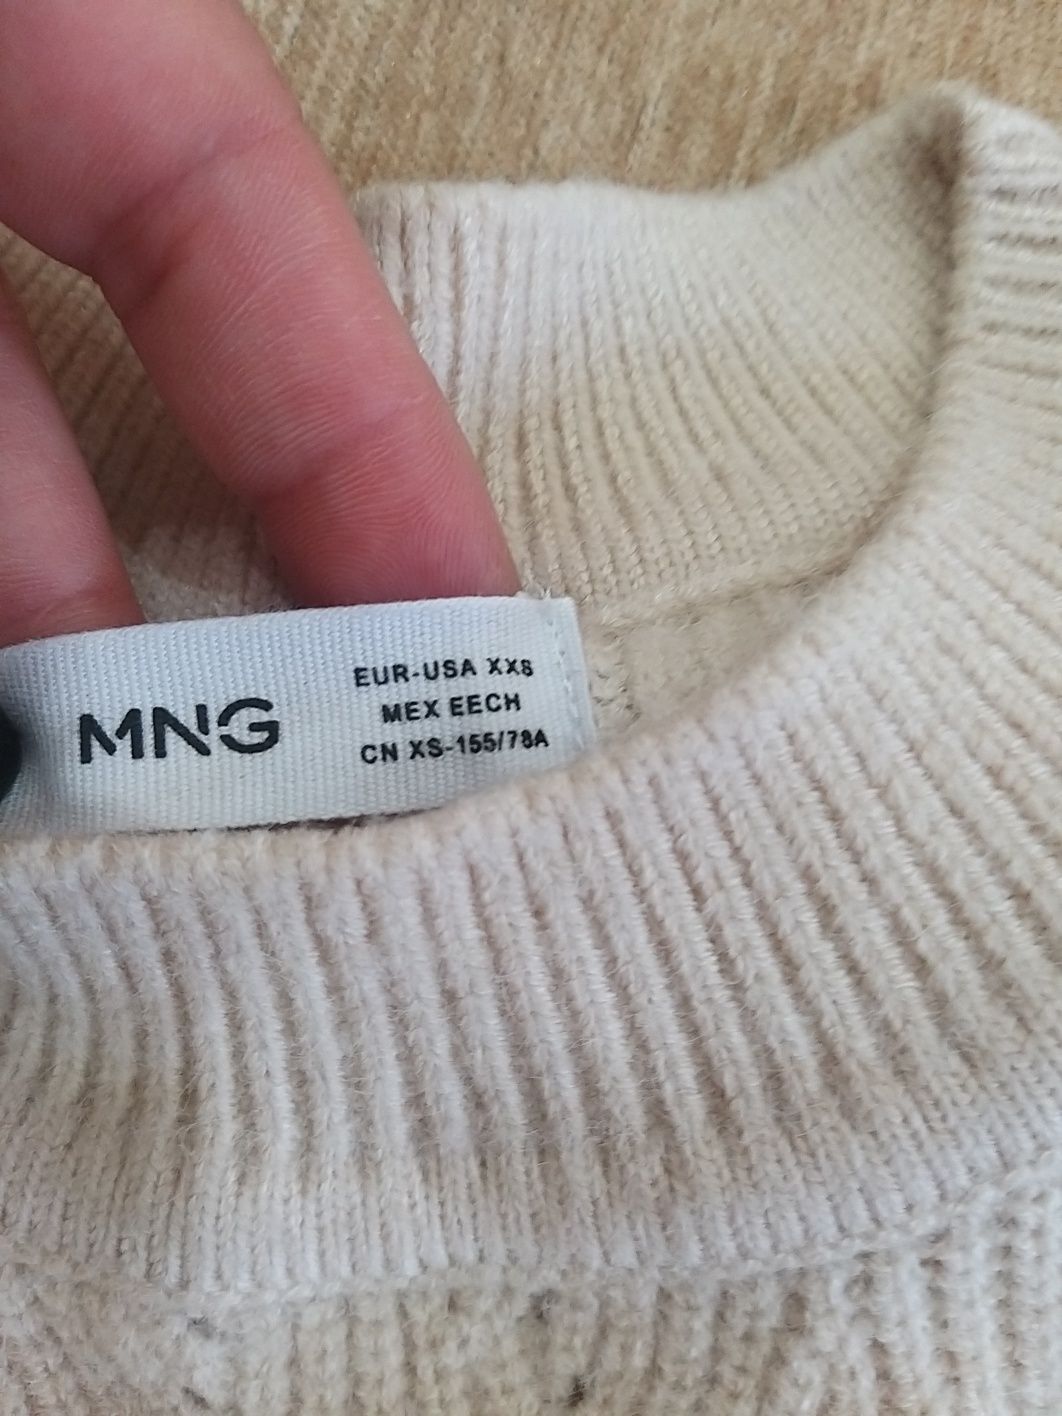 MNG
EUR-USA XXS
MEX EECH
CN XS-155/78A